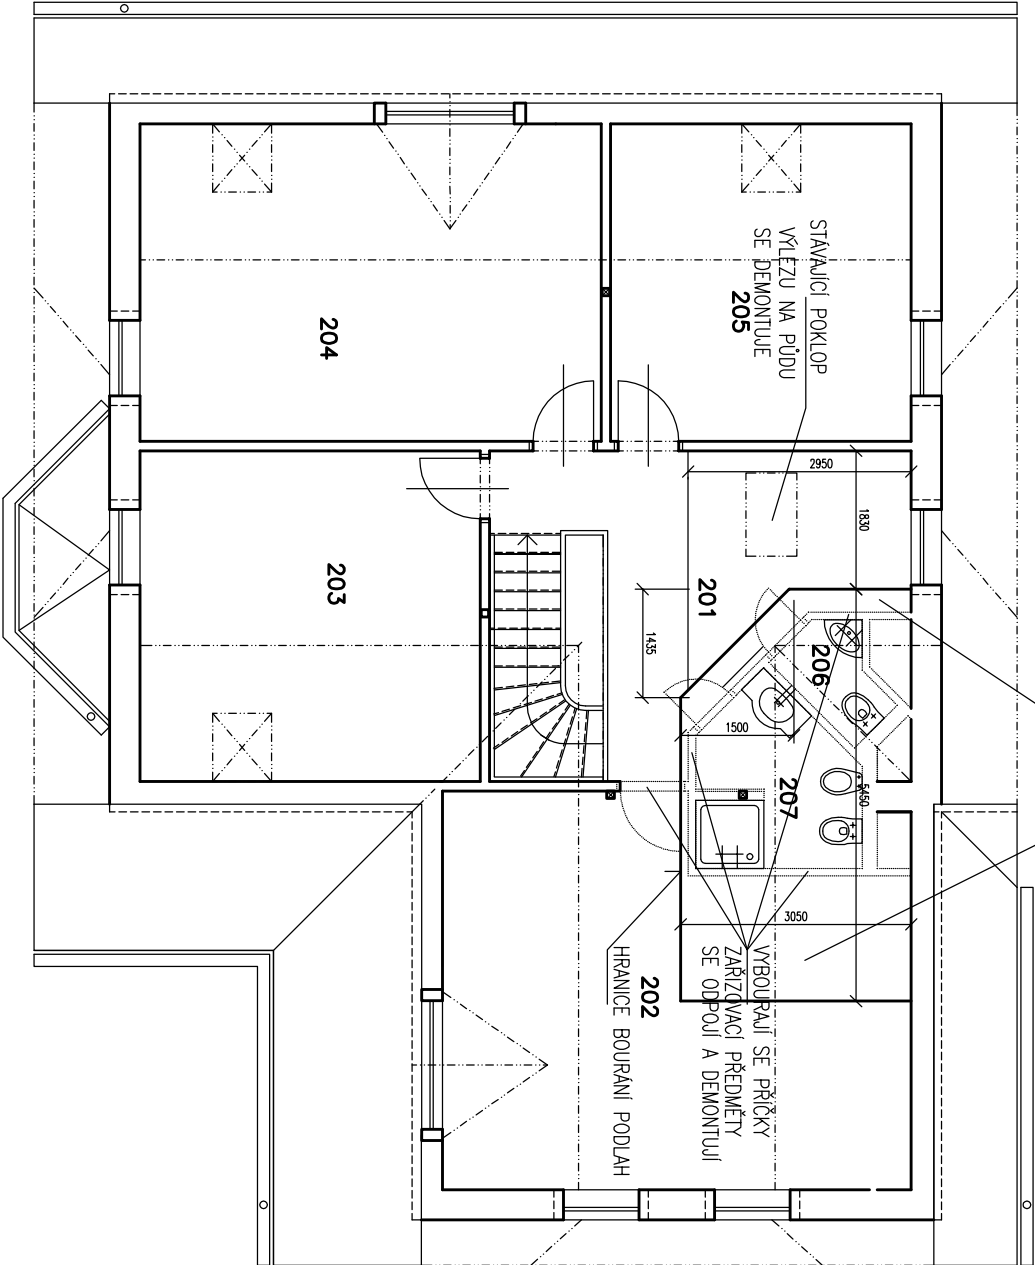 STÁVAJÍCÍ POKLOP
VÝLEZU NA PŮDU
SE DEMONTUJE
205
204
203
201
206
207
202
2950
1830
1435
1500
5450
3050
VYBOURAJÍ SE PŘÍČKY
ZAŘIZOVACÍ PŘEDMĚTY
SE ODPOJÍ A DEMONTUJÍ
HRANICE BOURÁNÍ PODLAH